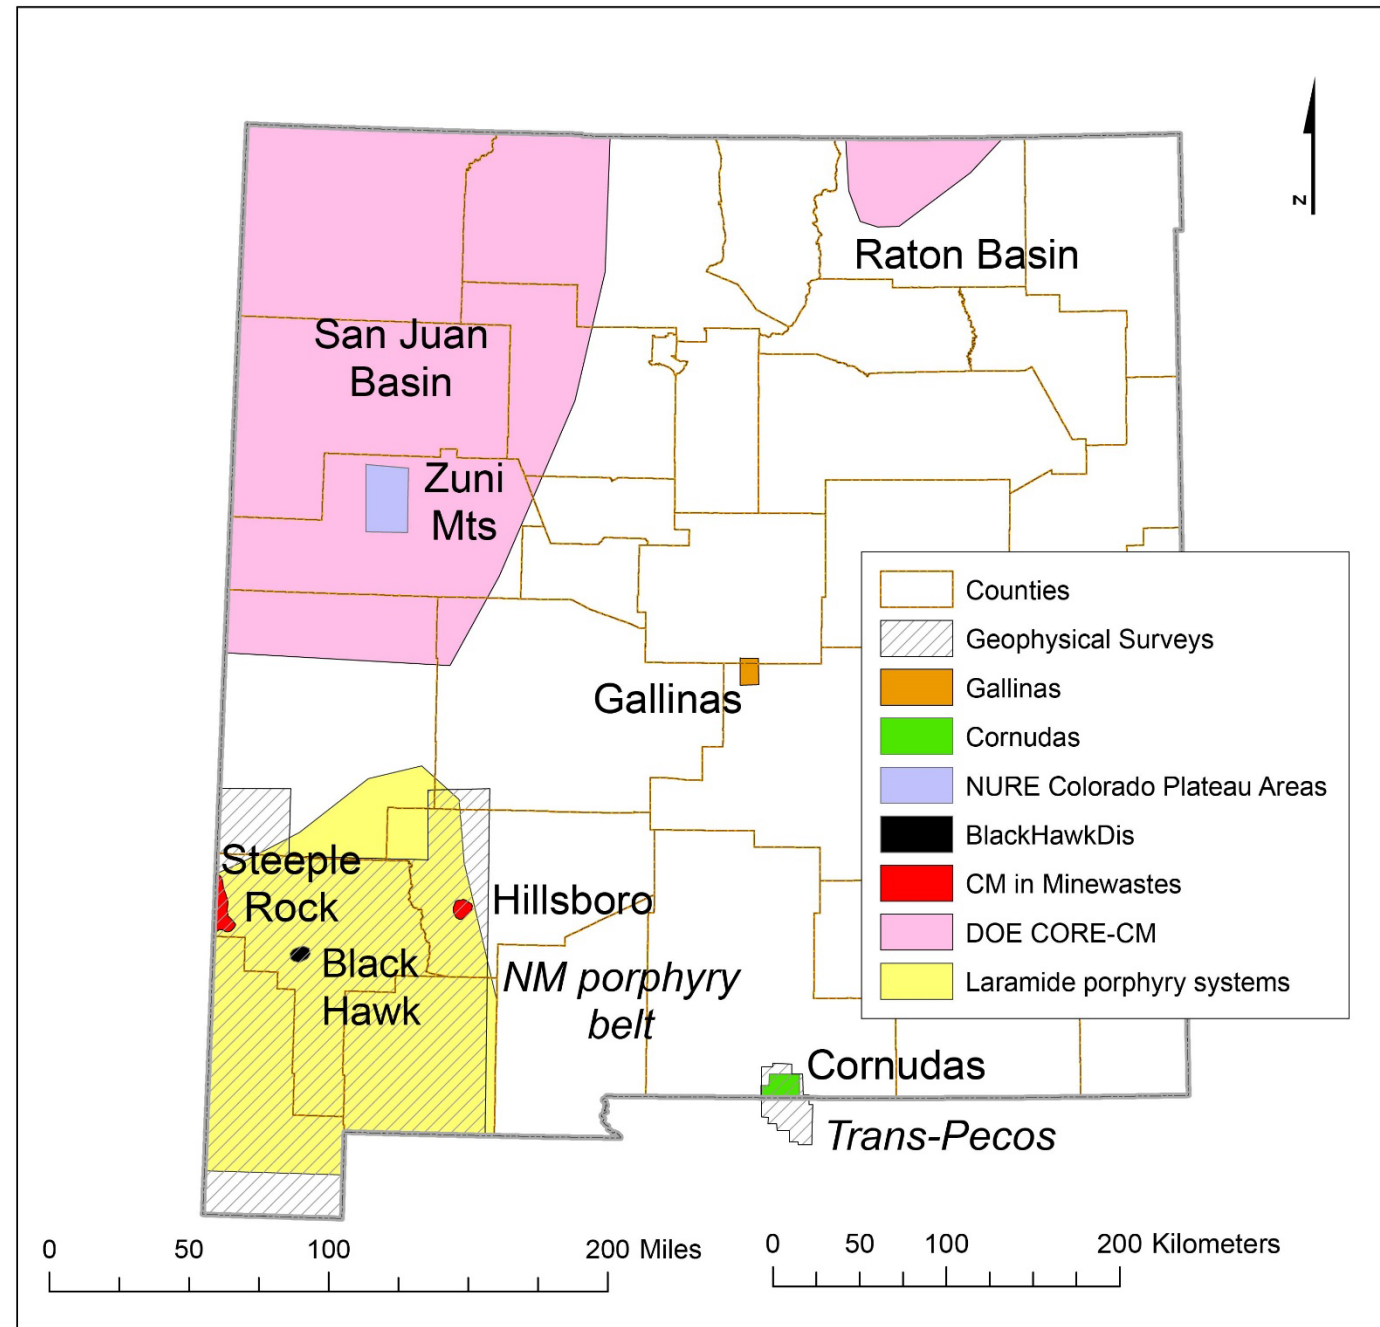 z
Raton Basin
San Juan
Basin
Zuni
Mts
Gallinas
Steeple
Rock
Hillsboro
Black
Hawk
NM porphyry
belt
Cornudas
Trans-Pecos
Counties
Geophysical Surveys
Gallinas
Cornudas
NURE Colorado Plateau Areas
BlackHawkDis
CM in Minewastes
DOE CORE-CM
Laramide porphyry systems
0 50 100 200 Miles
0 50 100 200 Kilometers